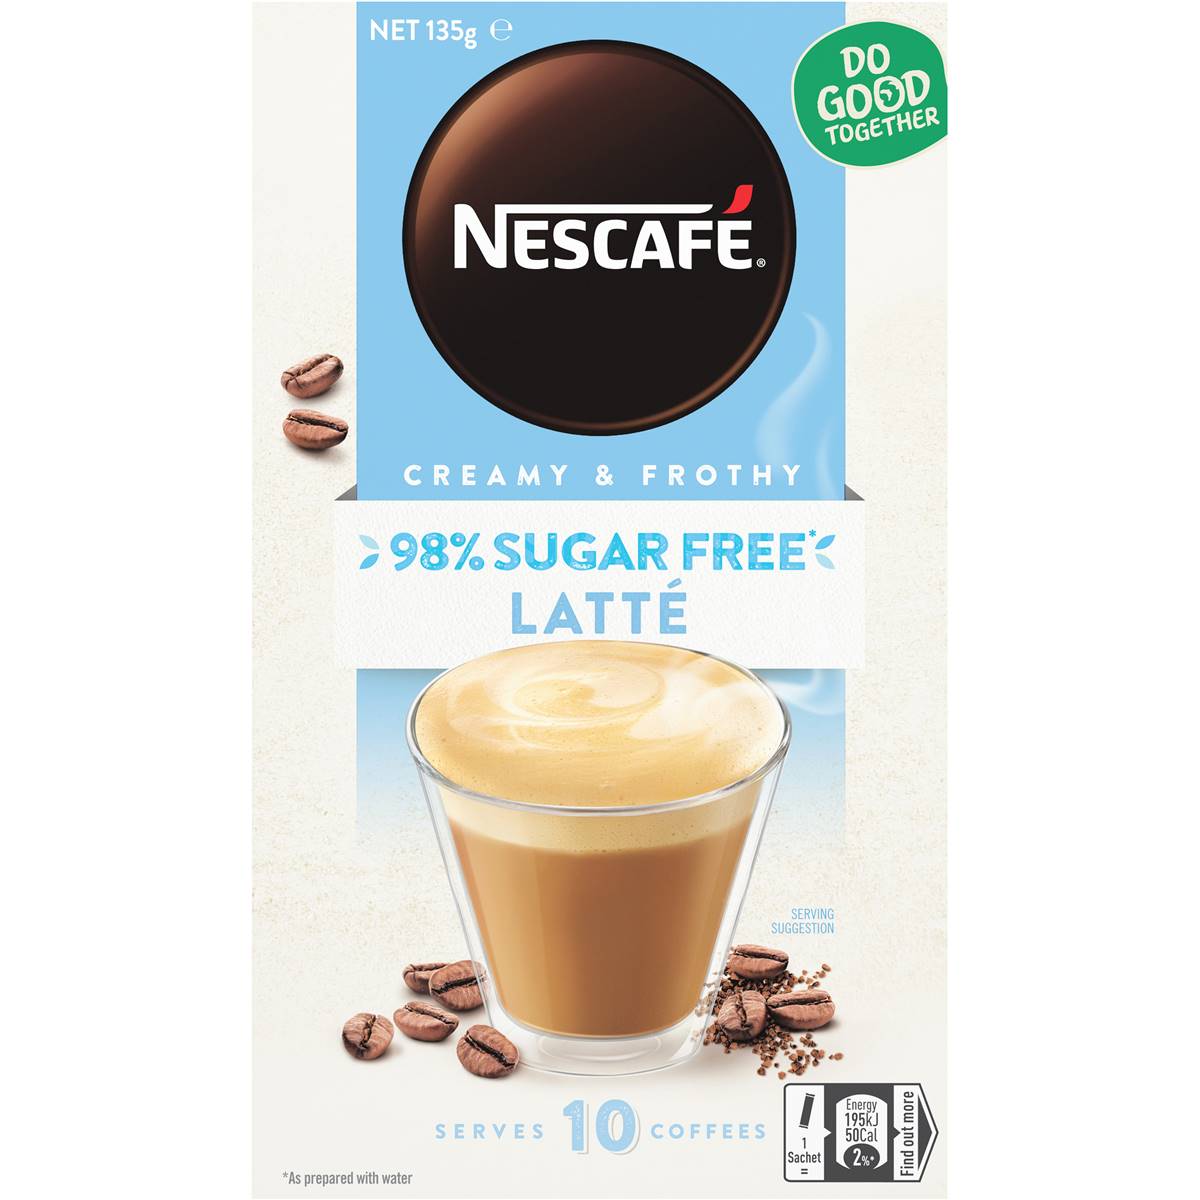 NET 135g ℮
DO
GOOD
TOGETHER
NESCAFÉ®
CREAMY & FROTHY
98% SUGAR FREE*
LATTÉ
SERVING
SUGGESTION
SERVES 10 COFFEES
1
Sachet
=
Energy
195kJ
50Cal
2%*
Find out more
*As prepared with water